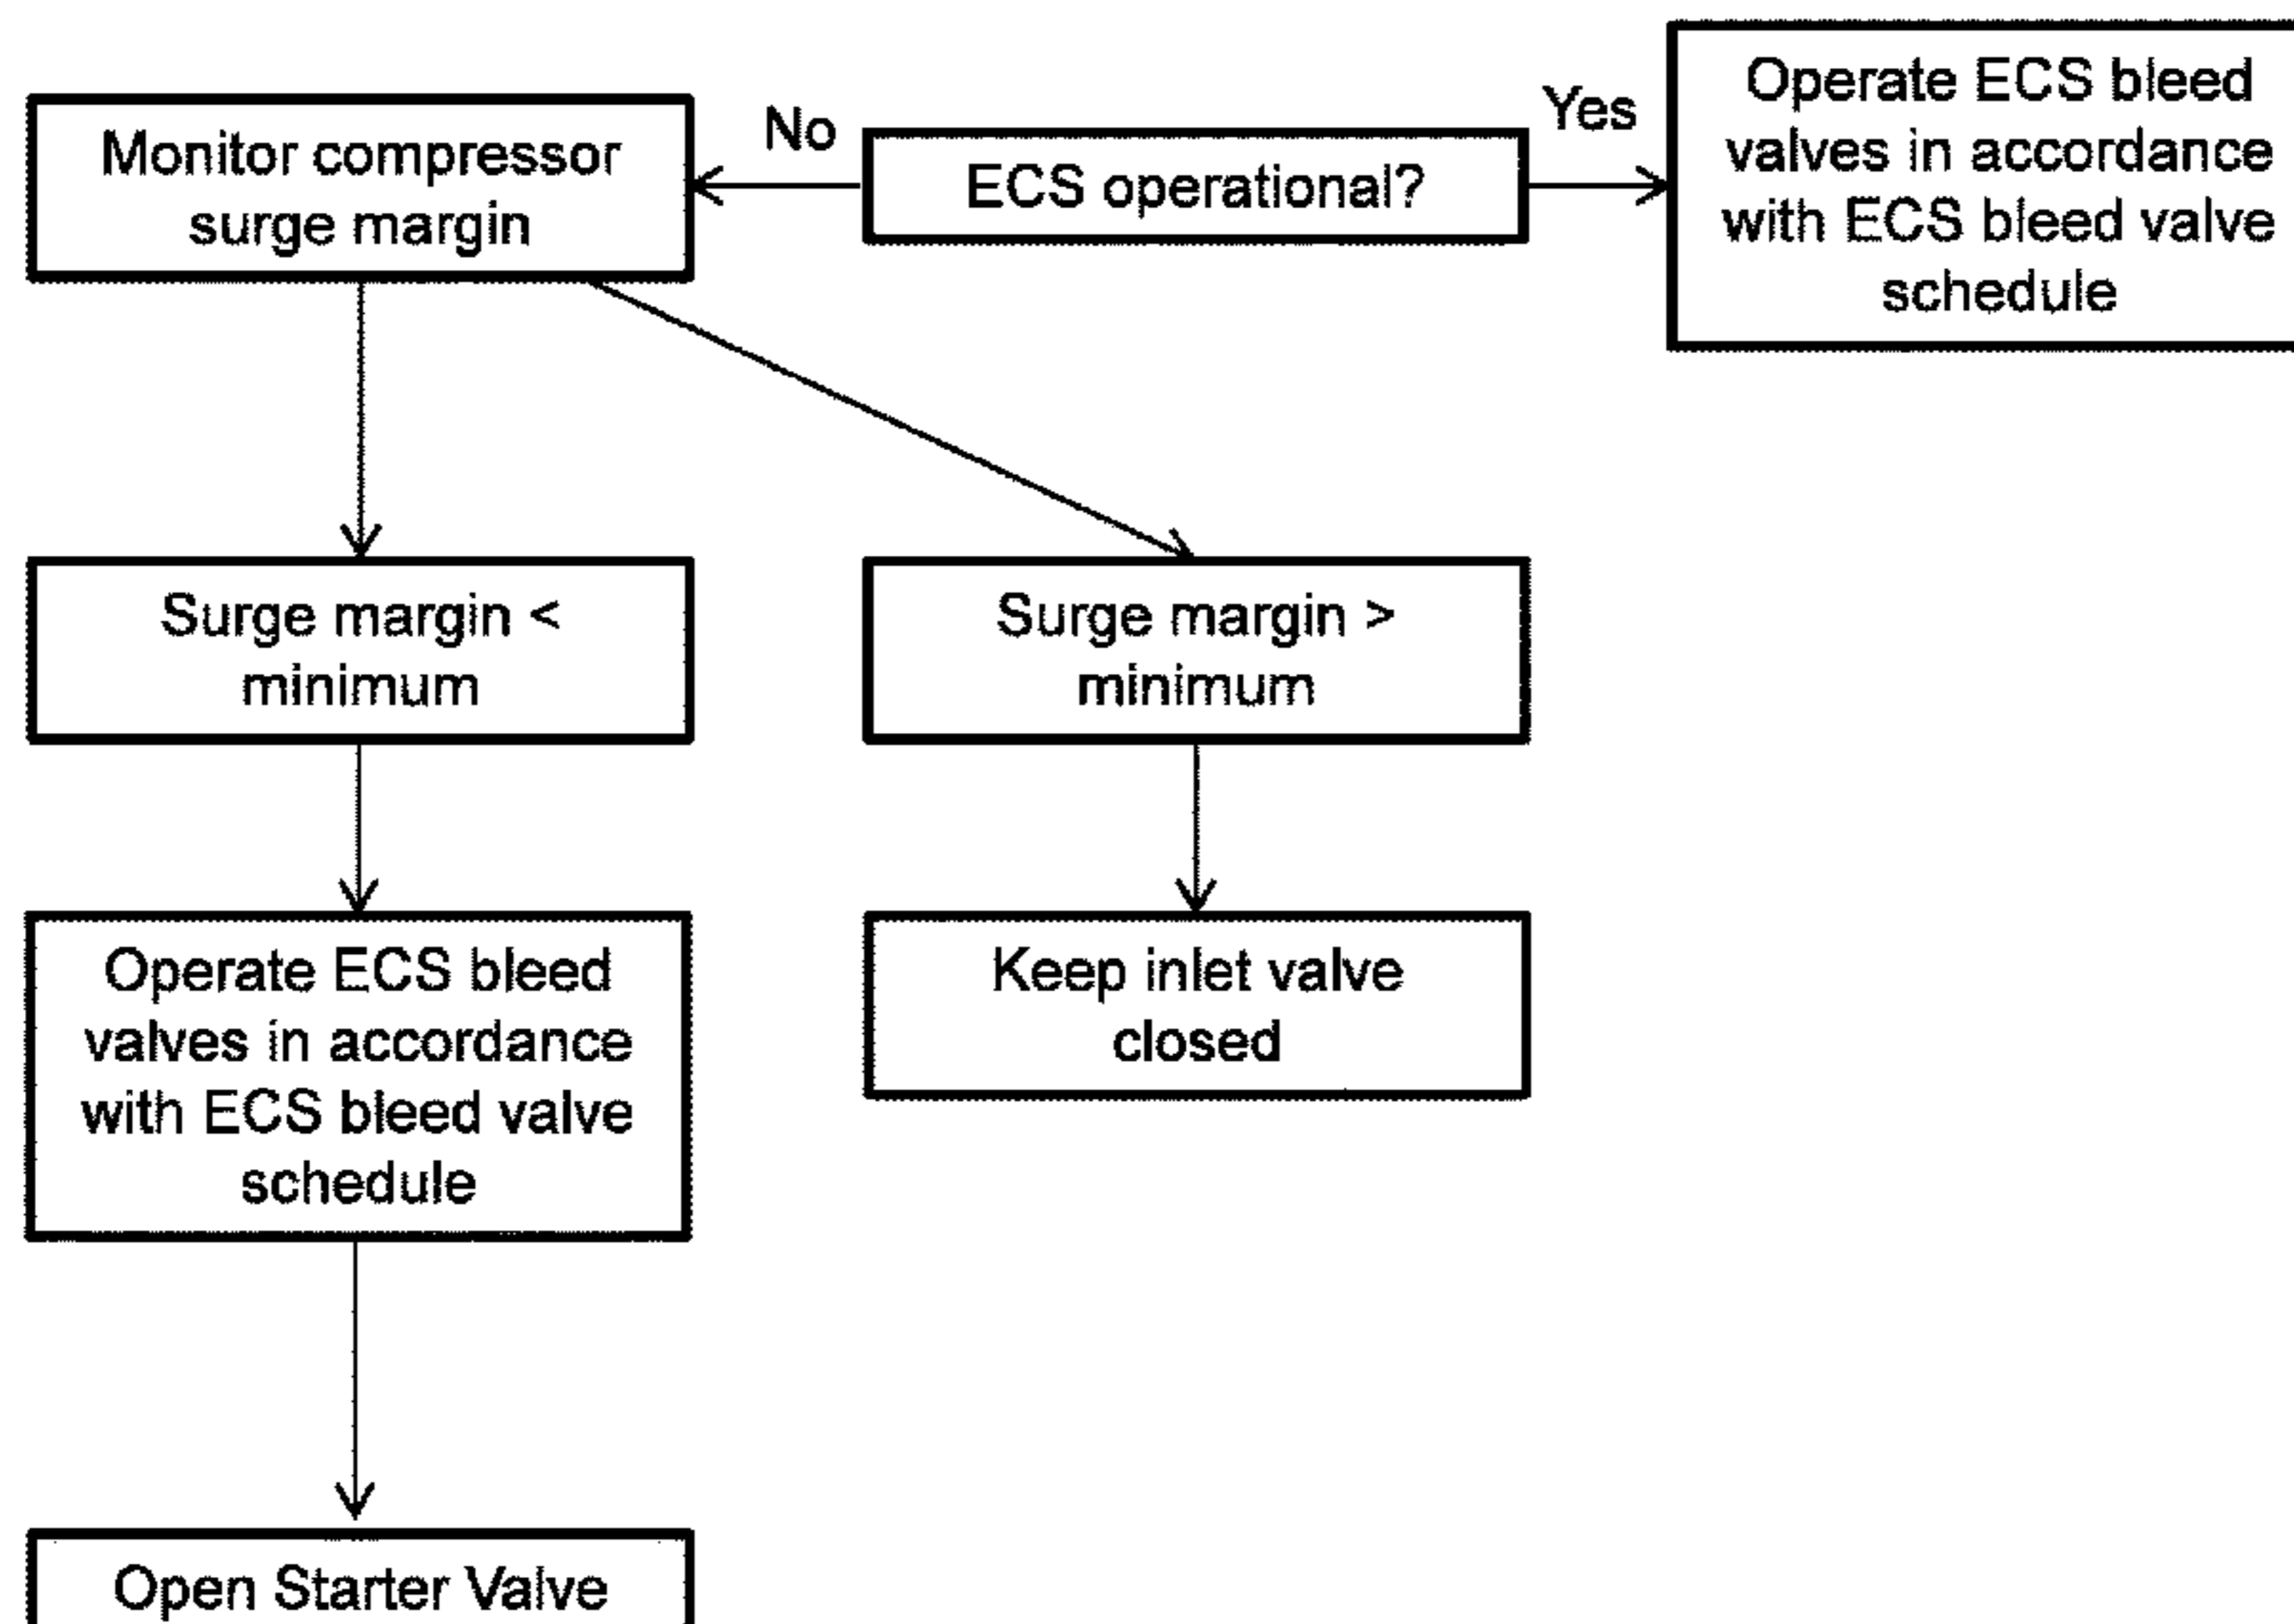 Monitor compressor
surge margin
No
ECS operational?
Yes
Operate ECS bleed
valves in accordance
with ECS bleed valve
schedule
Surge margin <
minimum
Surge margin >
minimum
Operate ECS bleed
valves in accordance
with ECS bleed valve
schedule
Keep inlet valve
closed
Open Starter Valve